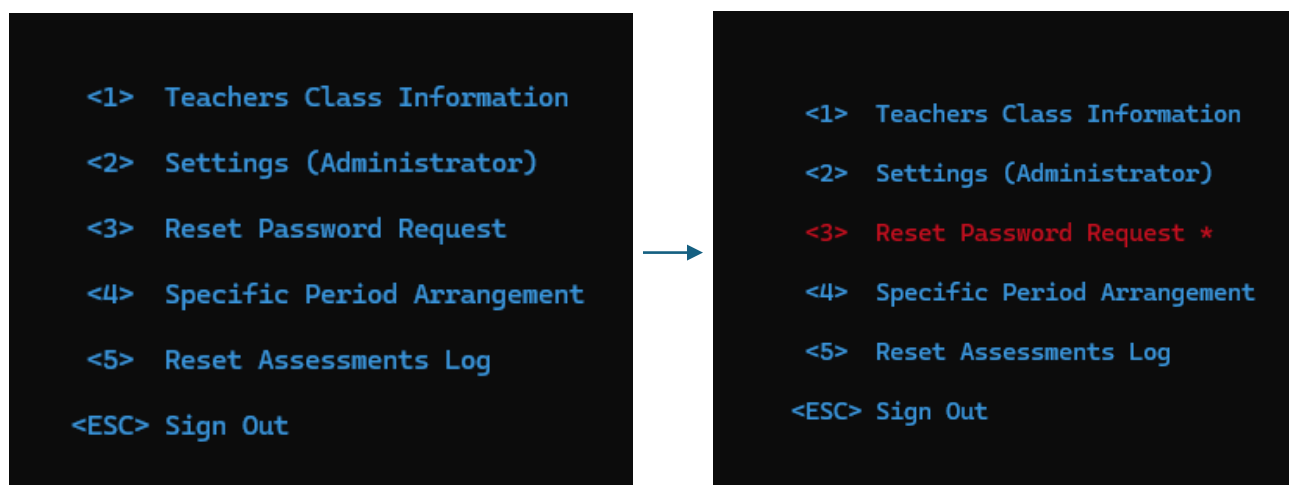 <1> Teachers Class Information
<2> Settings (Administrator)
<3> Reset Password Request
<4> Specific Period Arrangement
<5> Reset Assessments Log
<ESC> Sign Out
<1> Teachers Class Information
<2> Settings (Administrator)
<3> Reset Password Request *
<4> Specific Period Arrangement
<5> Reset Assessments Log
<ESC> Sign Out